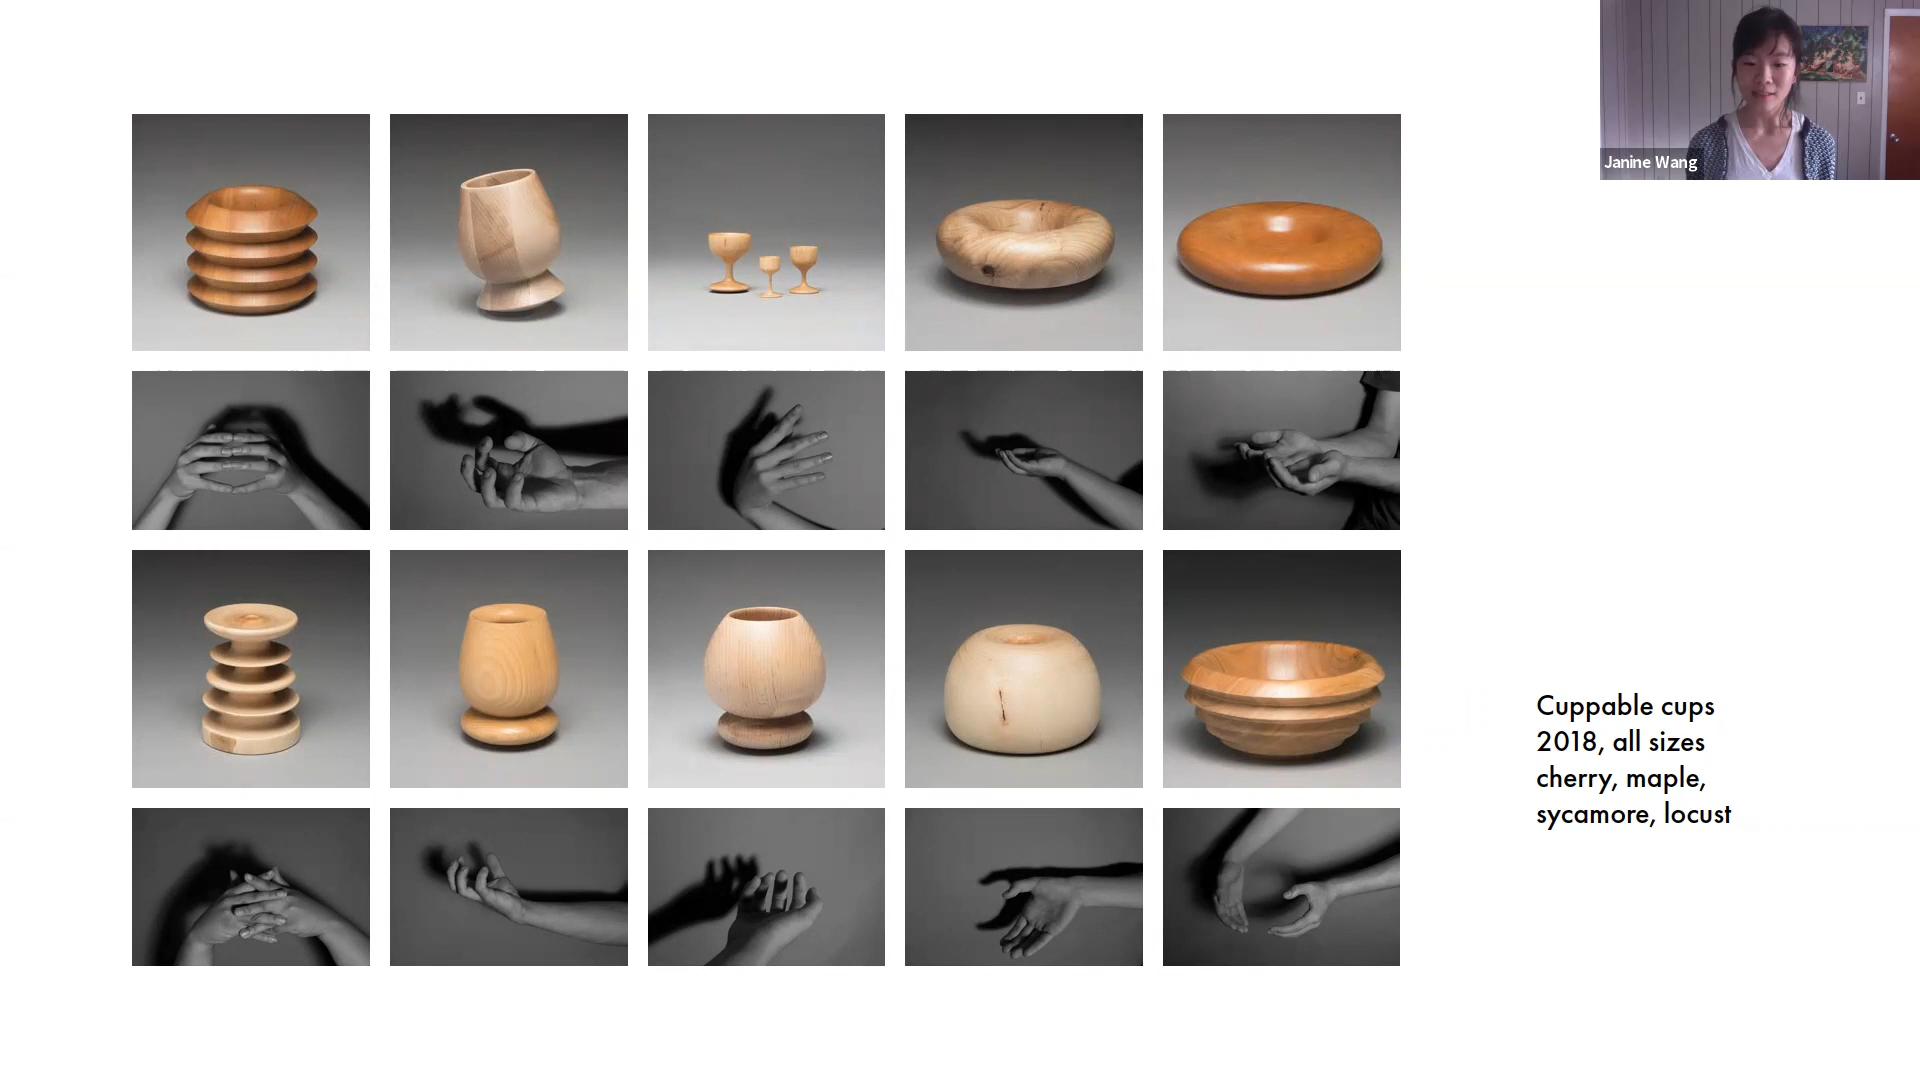 Janine Wang
Cuppable cups
2018, all sizes
cherry, maple,
sycamore, locust